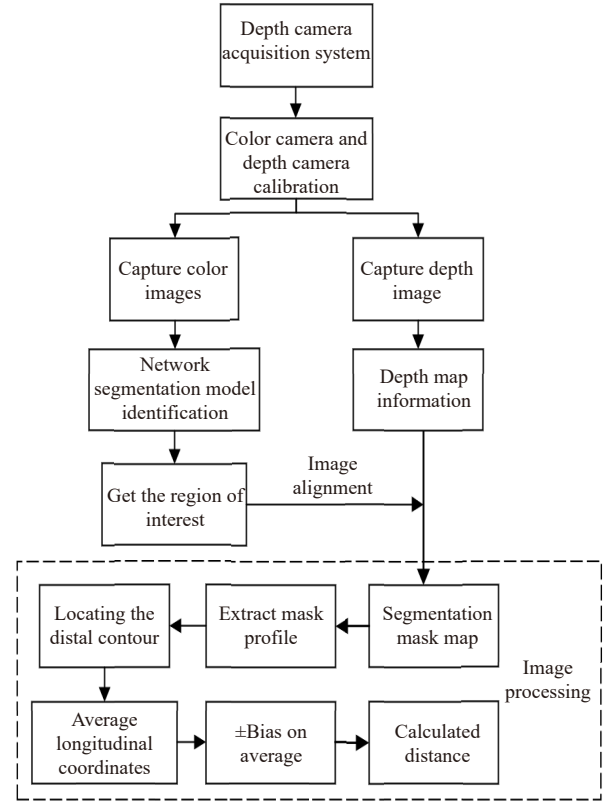 Depth camera
acquisition system
Color camera and
depth camera
calibration
Capture color
images
Capture depth
image
Network
segmentation model
identification
Depth map
information
Get the region of
interest
Image
alignment
Locating the
distal contour
Extract mask
profile
Segmentation
mask map
Image
processing
Average
longitudinal
coordinates
±Bias on
average
Calculated
distance